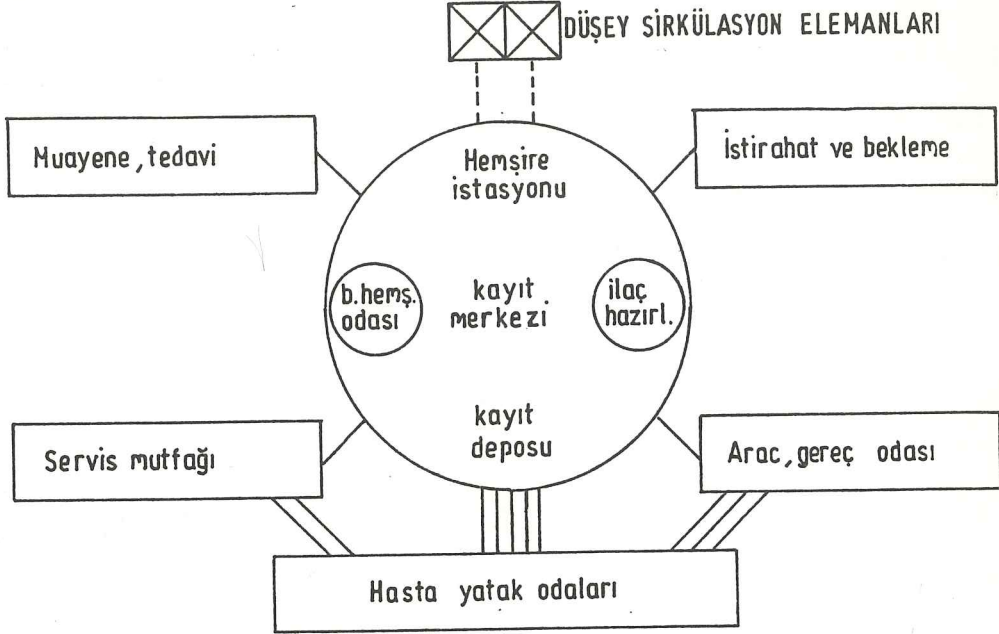 DÜŞEY SİRKÜLASYON ELEMANLARI
Muayene, tedavi
Hemşire
istasyonu
İstirahat ve bekleme
b.hemş.
odası
kayıt
merkezi
ilaç
hazırl.
kayıt
deposu
Servis mutfağı
Arac, gereç odası
Hasta yatak odaları